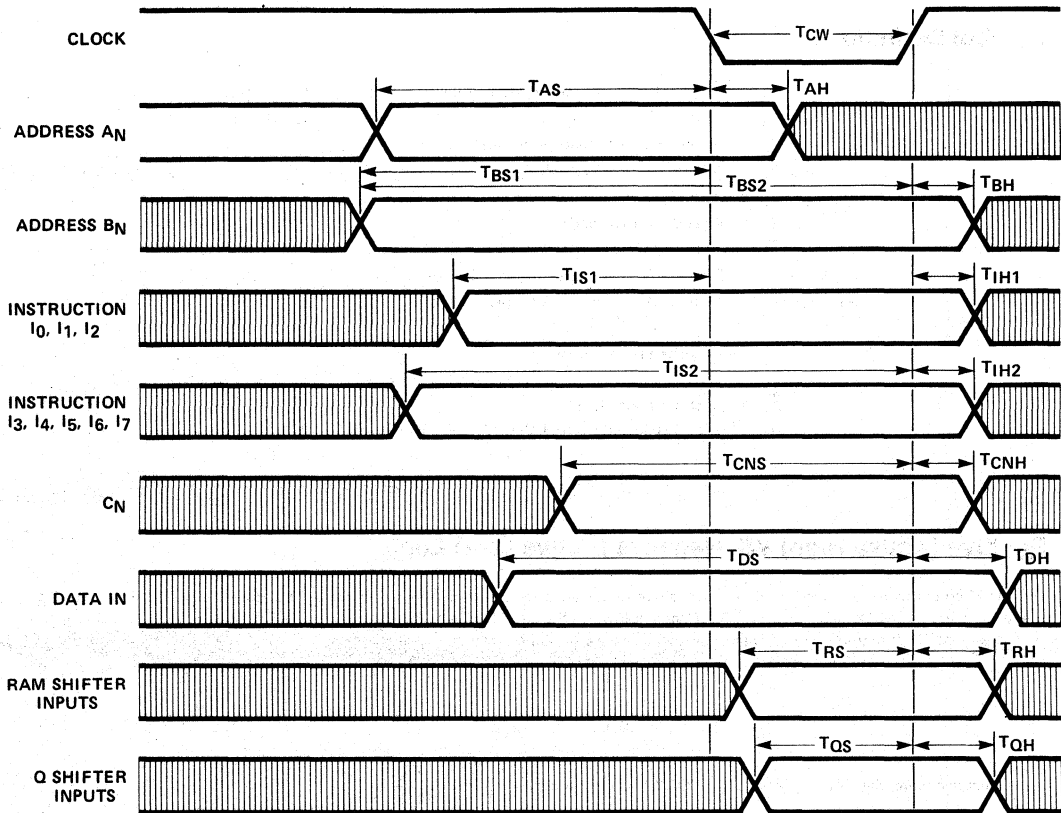 CLOCK
TCW
TAS
TAH
ADDRESS AN
TBS1
TBS2
TBH
ADDRESS BN
TIS1
TIH1
INSTRUCTION
I0, I1, I2
TIS2
TIH2
INSTRUCTION
I3, I4, I5, I6, I7
TCNS
TCNH
CN
TDS
TDH
DATA IN
TRS
TRH
RAM SHIFTER
INPUTS
TQS
TQH
Q SHIFTER
INPUTS